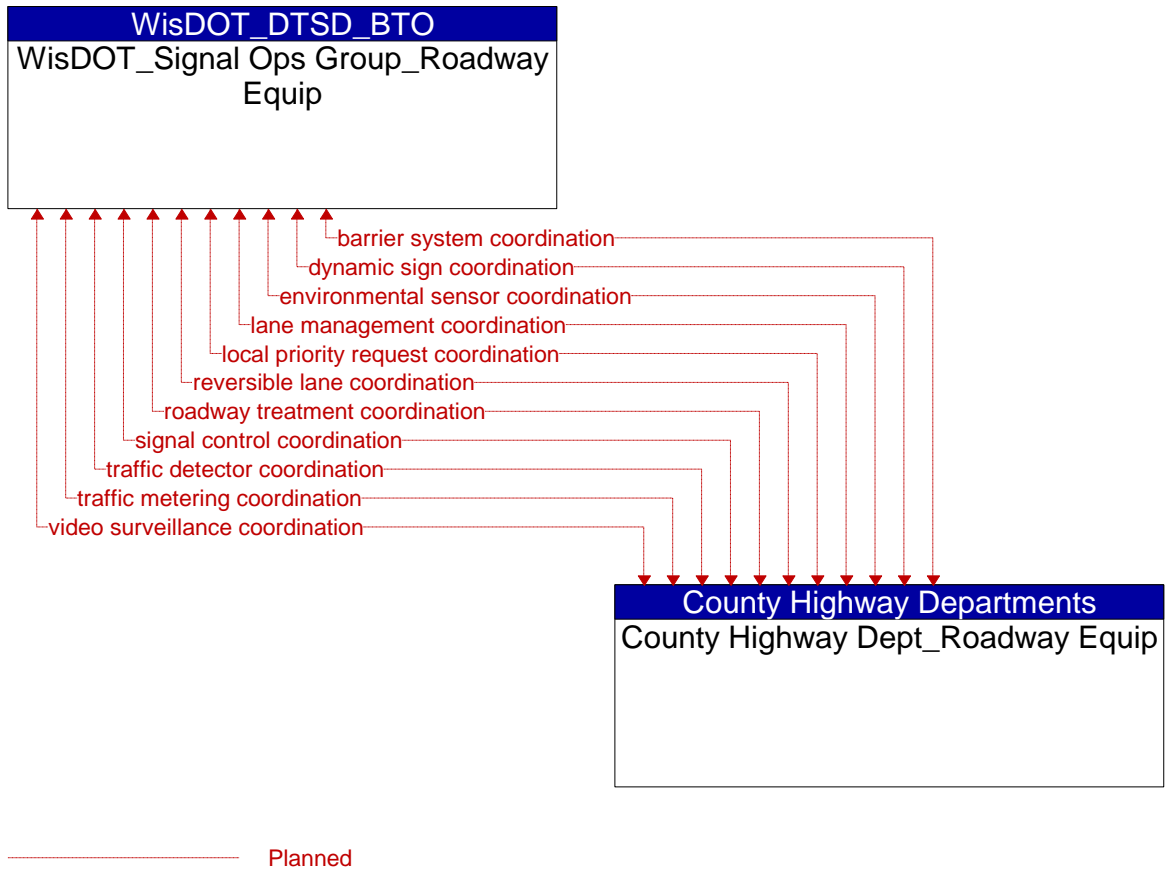 WisDOT_DTSD_BTO
WisDOT_Signal Ops Group_Roadway
Equip
barrier system coordination
dynamic sign coordination
environmental sensor coordination
lane management coordination
local priority request coordination
reversible lane coordination
roadway treatment coordination
signal control coordination
traffic detector coordination
traffic metering coordination
video surveillance coordination
County Highway Departments
County Highway Dept_Roadway Equip
Planned